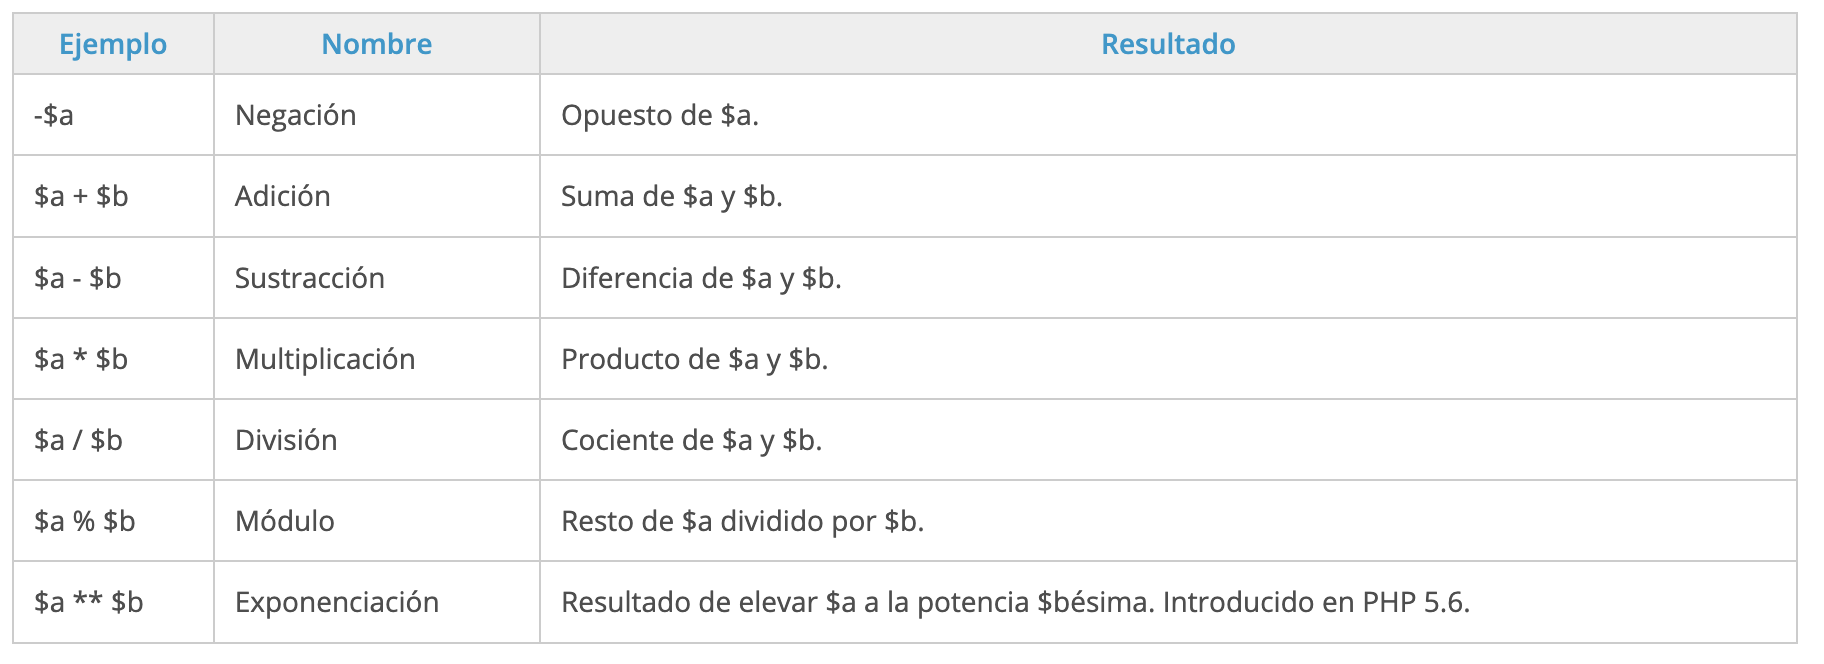 Ejemplo Nombre Resultado
-$a Negación Opuesto de $a.
$a + $b Adición Suma de $a y $b.
$a - $b Sustracción Diferencia de $a y $b.
$a * $b Multiplicación Producto de $a y $b.
$a / $b División Cociente de $a y $b.
$a % $b Módulo Resto de $a dividido por $b.
$a ** $b Exponenciación Resultado de elevar $a a la potencia $bésima. Introducido en PHP 5.6.